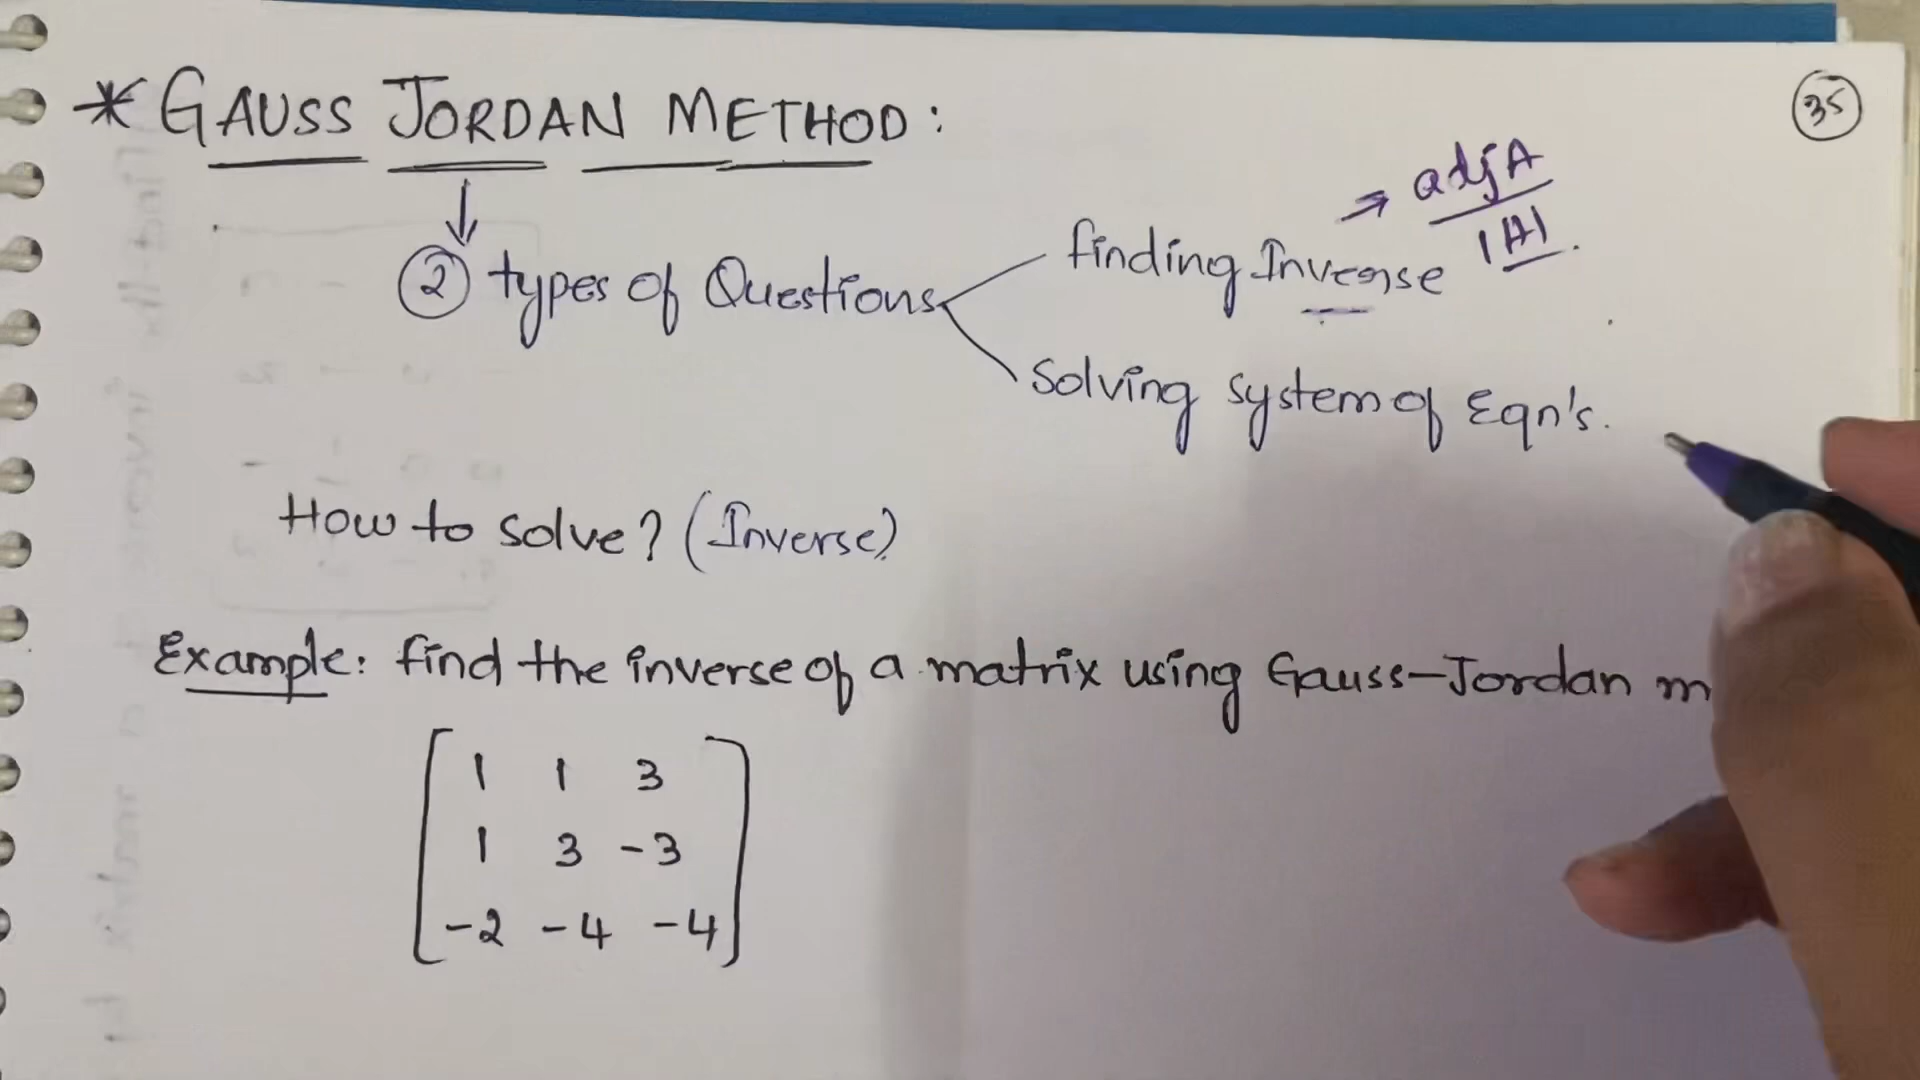 * GAUSS JORDAN METHOD:
35
→ adjA
|A|.
② types of Questions
finding Inverse
Solving system of Eqn's.
How to solve? (Inverse)
Example: find the inverse of a matrix using Gauss-Jordan m
1 1 3
1 3 -3
-2 -4 -4